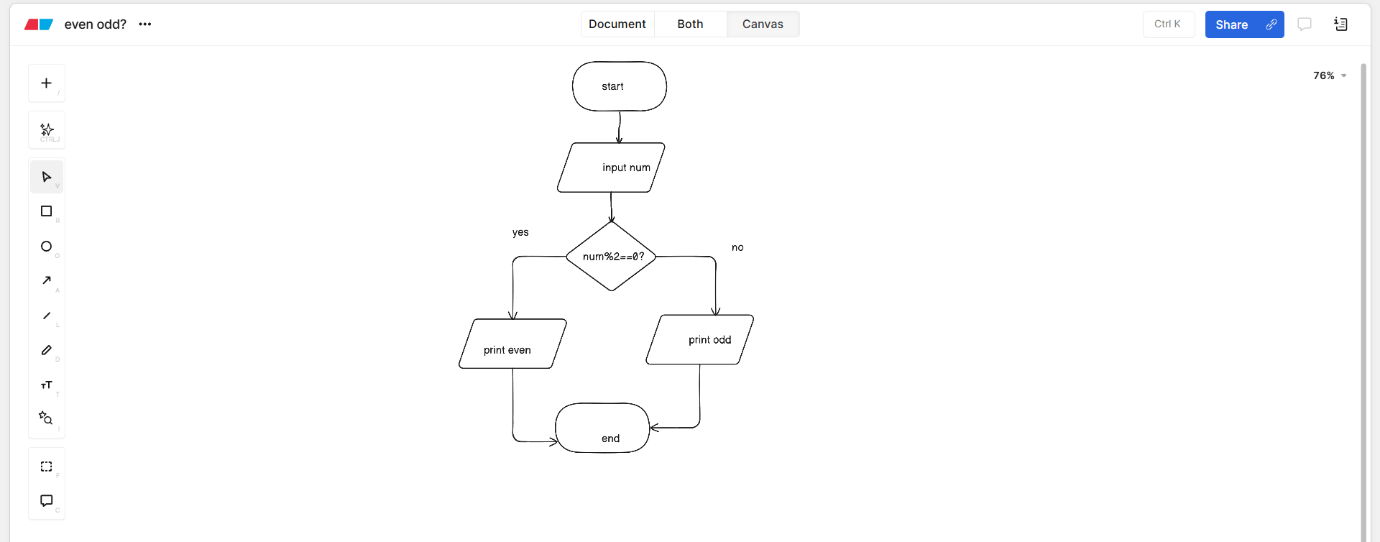 even odd? •••
Document Both Canvas
Ctrl K
Share
76%
CTRL J
V
R
O
A
L
D
T
F
C
start
input num
yes
no
num%2==0?
print even
print odd
end